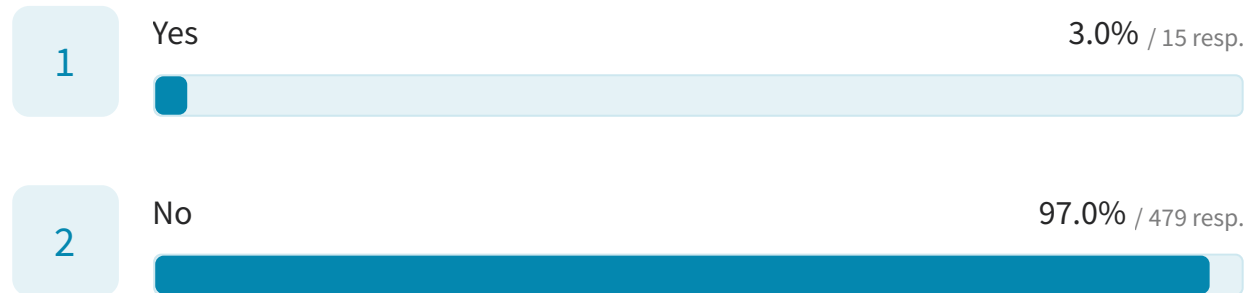 1
Yes
3.0% / 15 resp.
2
No
97.0% / 479 resp.